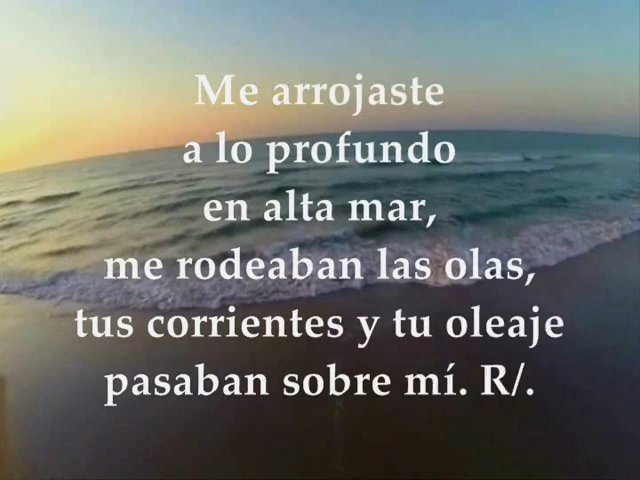 Me arrojaste
a lo profundo
en alta mar,
me rodeaban las olas,
tus corrientes y tu oleaje
pasaban sobre mí. R/.